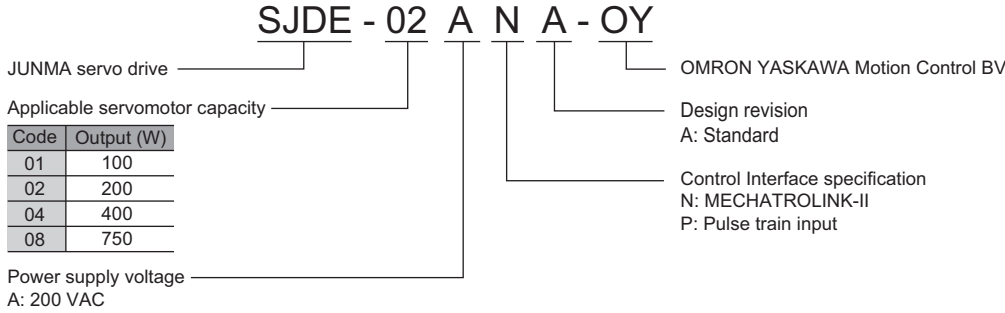 SJDE - 02 A N A - OY
JUNMA servo drive
OMRON YASKAWA Motion Control BV
Applicable servomotor capacity
Code Output (W)
01 100
02 200
04 400
08 750
Design revision
A: Standard
Control Interface specification
N: MECHATROLINK-II
P: Pulse train input
Power supply voltage
A: 200 VAC